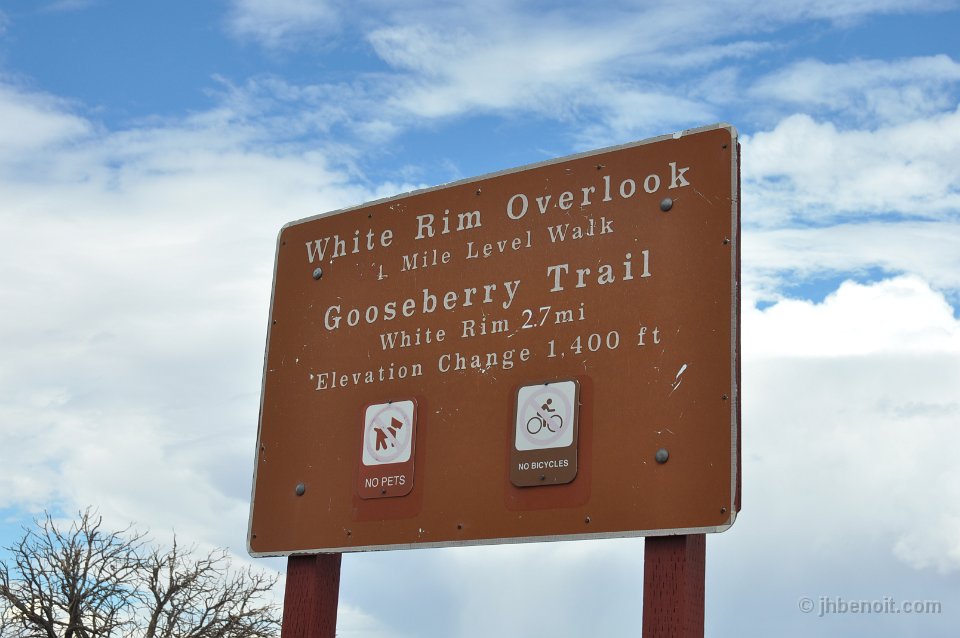 White Rim Overlook
1 Mile Level Walk
Gooseberry Trail
White Rim 2.7mi
Elevation Change 1,400 ft
NO PETS
NO BICYCLES
© jhbenoit.com